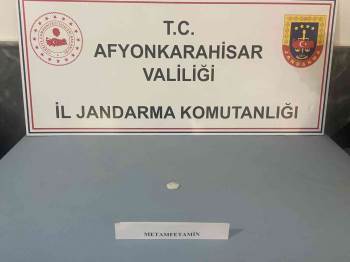 T.C.
AFYONKARAHİSAR
VALİLİĞİ
İL JANDARMA KOMUTANLIĞI
METAMFETAMİN